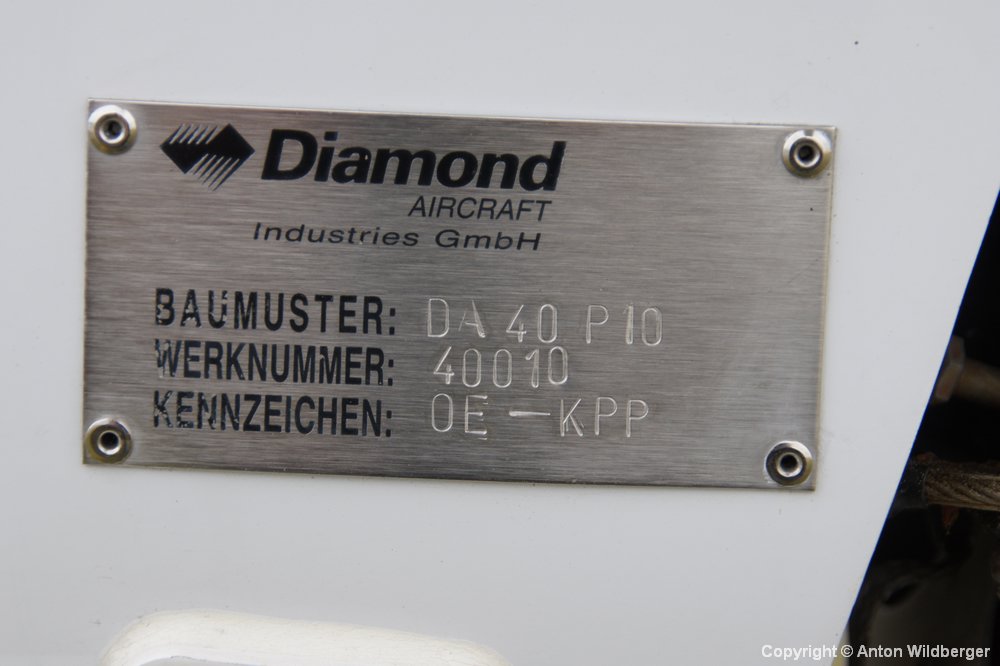 Diamond
AIRCRAFT
Industries GmbH
BAUMUSTER: DA 40 P10
WERKNUMMER: 40010
KENNZEICHEN: OE-KPP
Copyright © Anton Wildberger